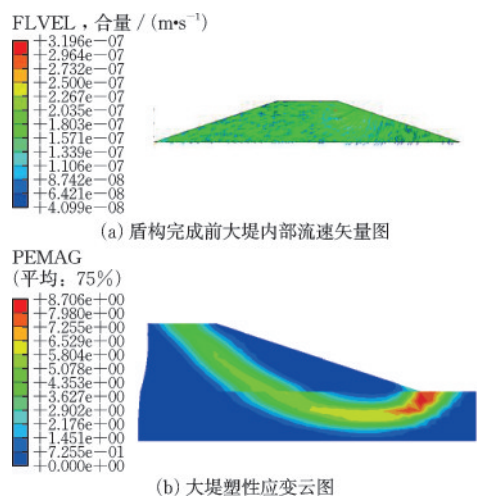 FLVEL，合量 / (m•s⁻¹)
+3.196e−07
+2.964e−07
+2.732e−07
+2.500e−07
+2.267e−07
+2.035e−07
+1.803e−07
+1.571e−07
+1.339e−07
+1.106e−07
+8.742e−08
+6.421e−08
+4.099e−08
(a) 盾构完成前大堤内部流速矢量图
PEMAG
(平均：75%)
+8.706e+00
+7.980e+00
+7.255e+00
+6.529e+00
+5.804e+00
+5.078e+00
+4.353e+00
+3.627e+00
+2.902e+00
+2.176e+00
+1.451e+00
+7.255e−01
+0.000e+00
(b) 大堤塑性应变云图